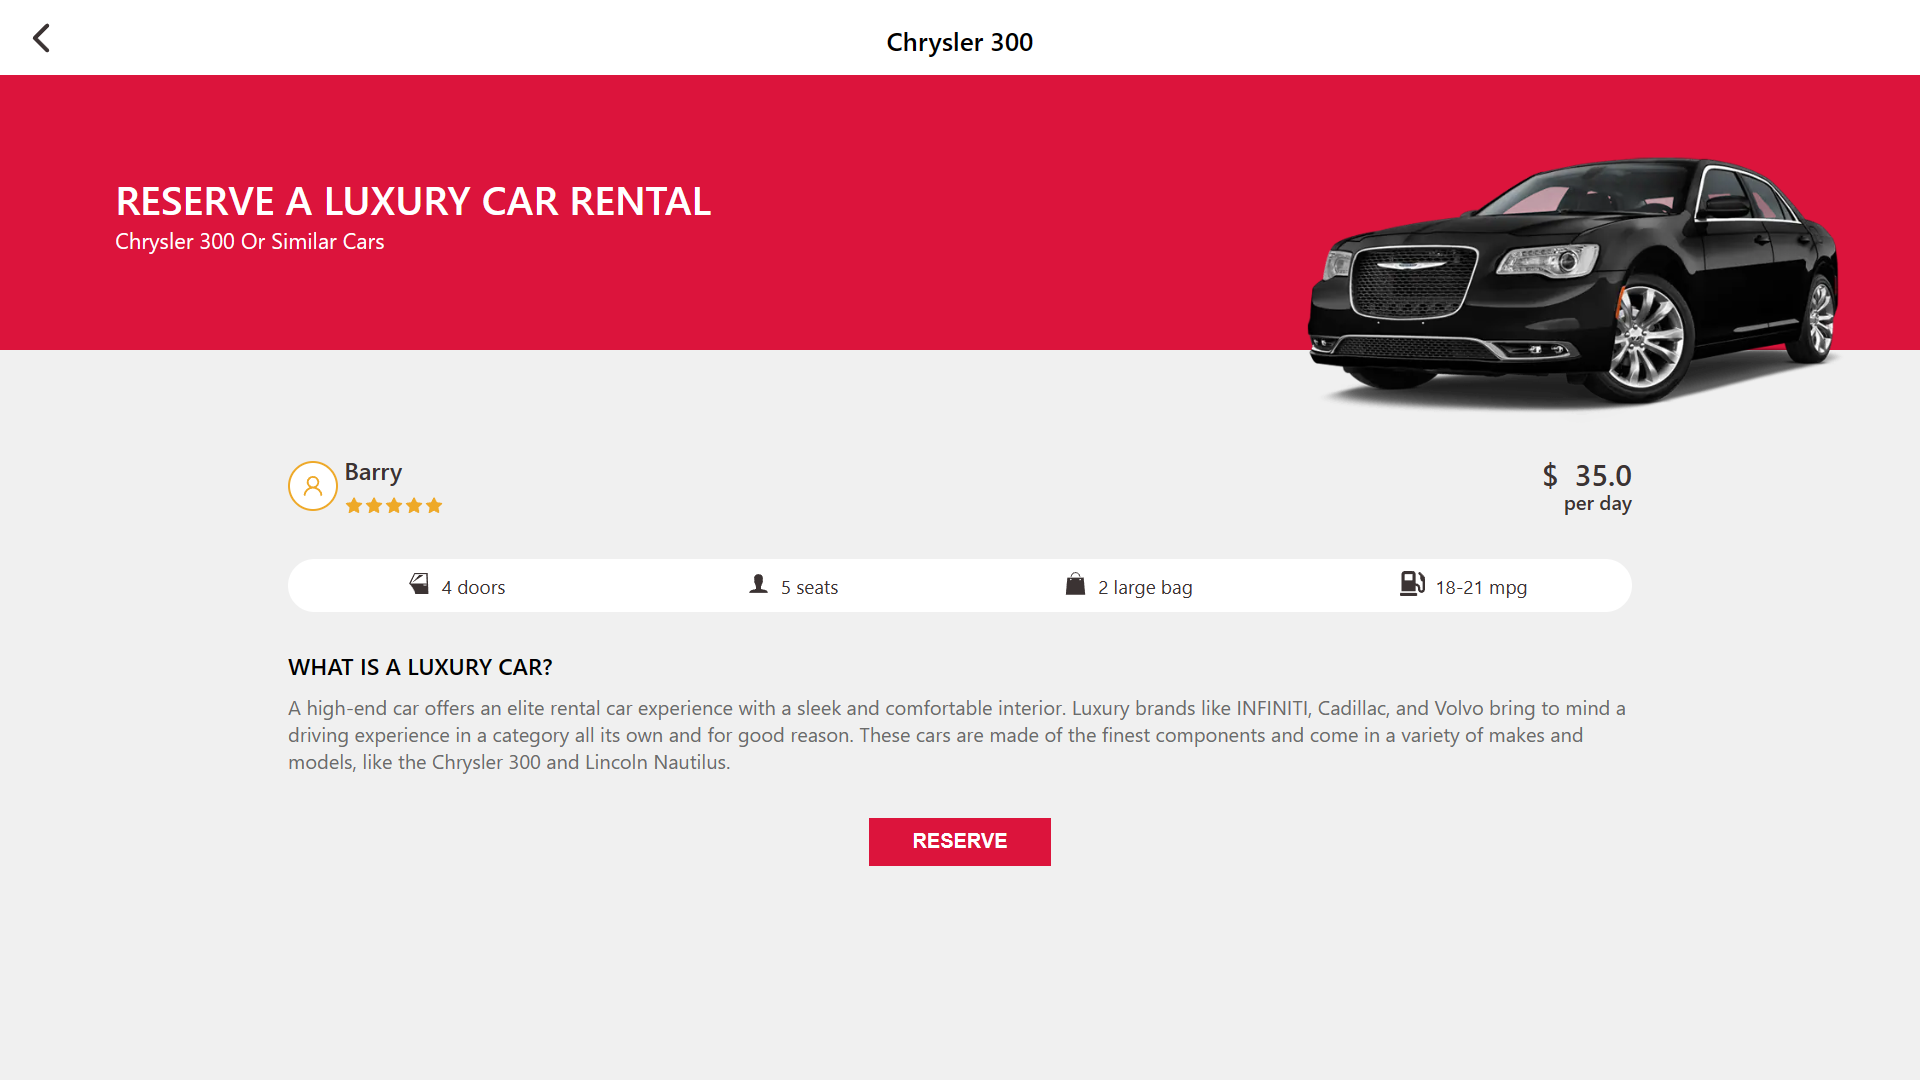 Chrysler 300
RESERVE A LUXURY CAR RENTAL
Chrysler 300 Or Similar Cars
Barry
$ 35.0
per day
4 doors
5 seats
2 large bag
18-21 mpg
WHAT IS A LUXURY CAR?
A high-end car offers an elite rental car experience with a sleek and comfortable interior. Luxury brands like INFINITI, Cadillac, and Volvo bring to mind a
driving experience in a category all its own and for good reason. These cars are made of the finest components and come in a variety of makes and
models, like the Chrysler 300 and Lincoln Nautilus.
RESERVE